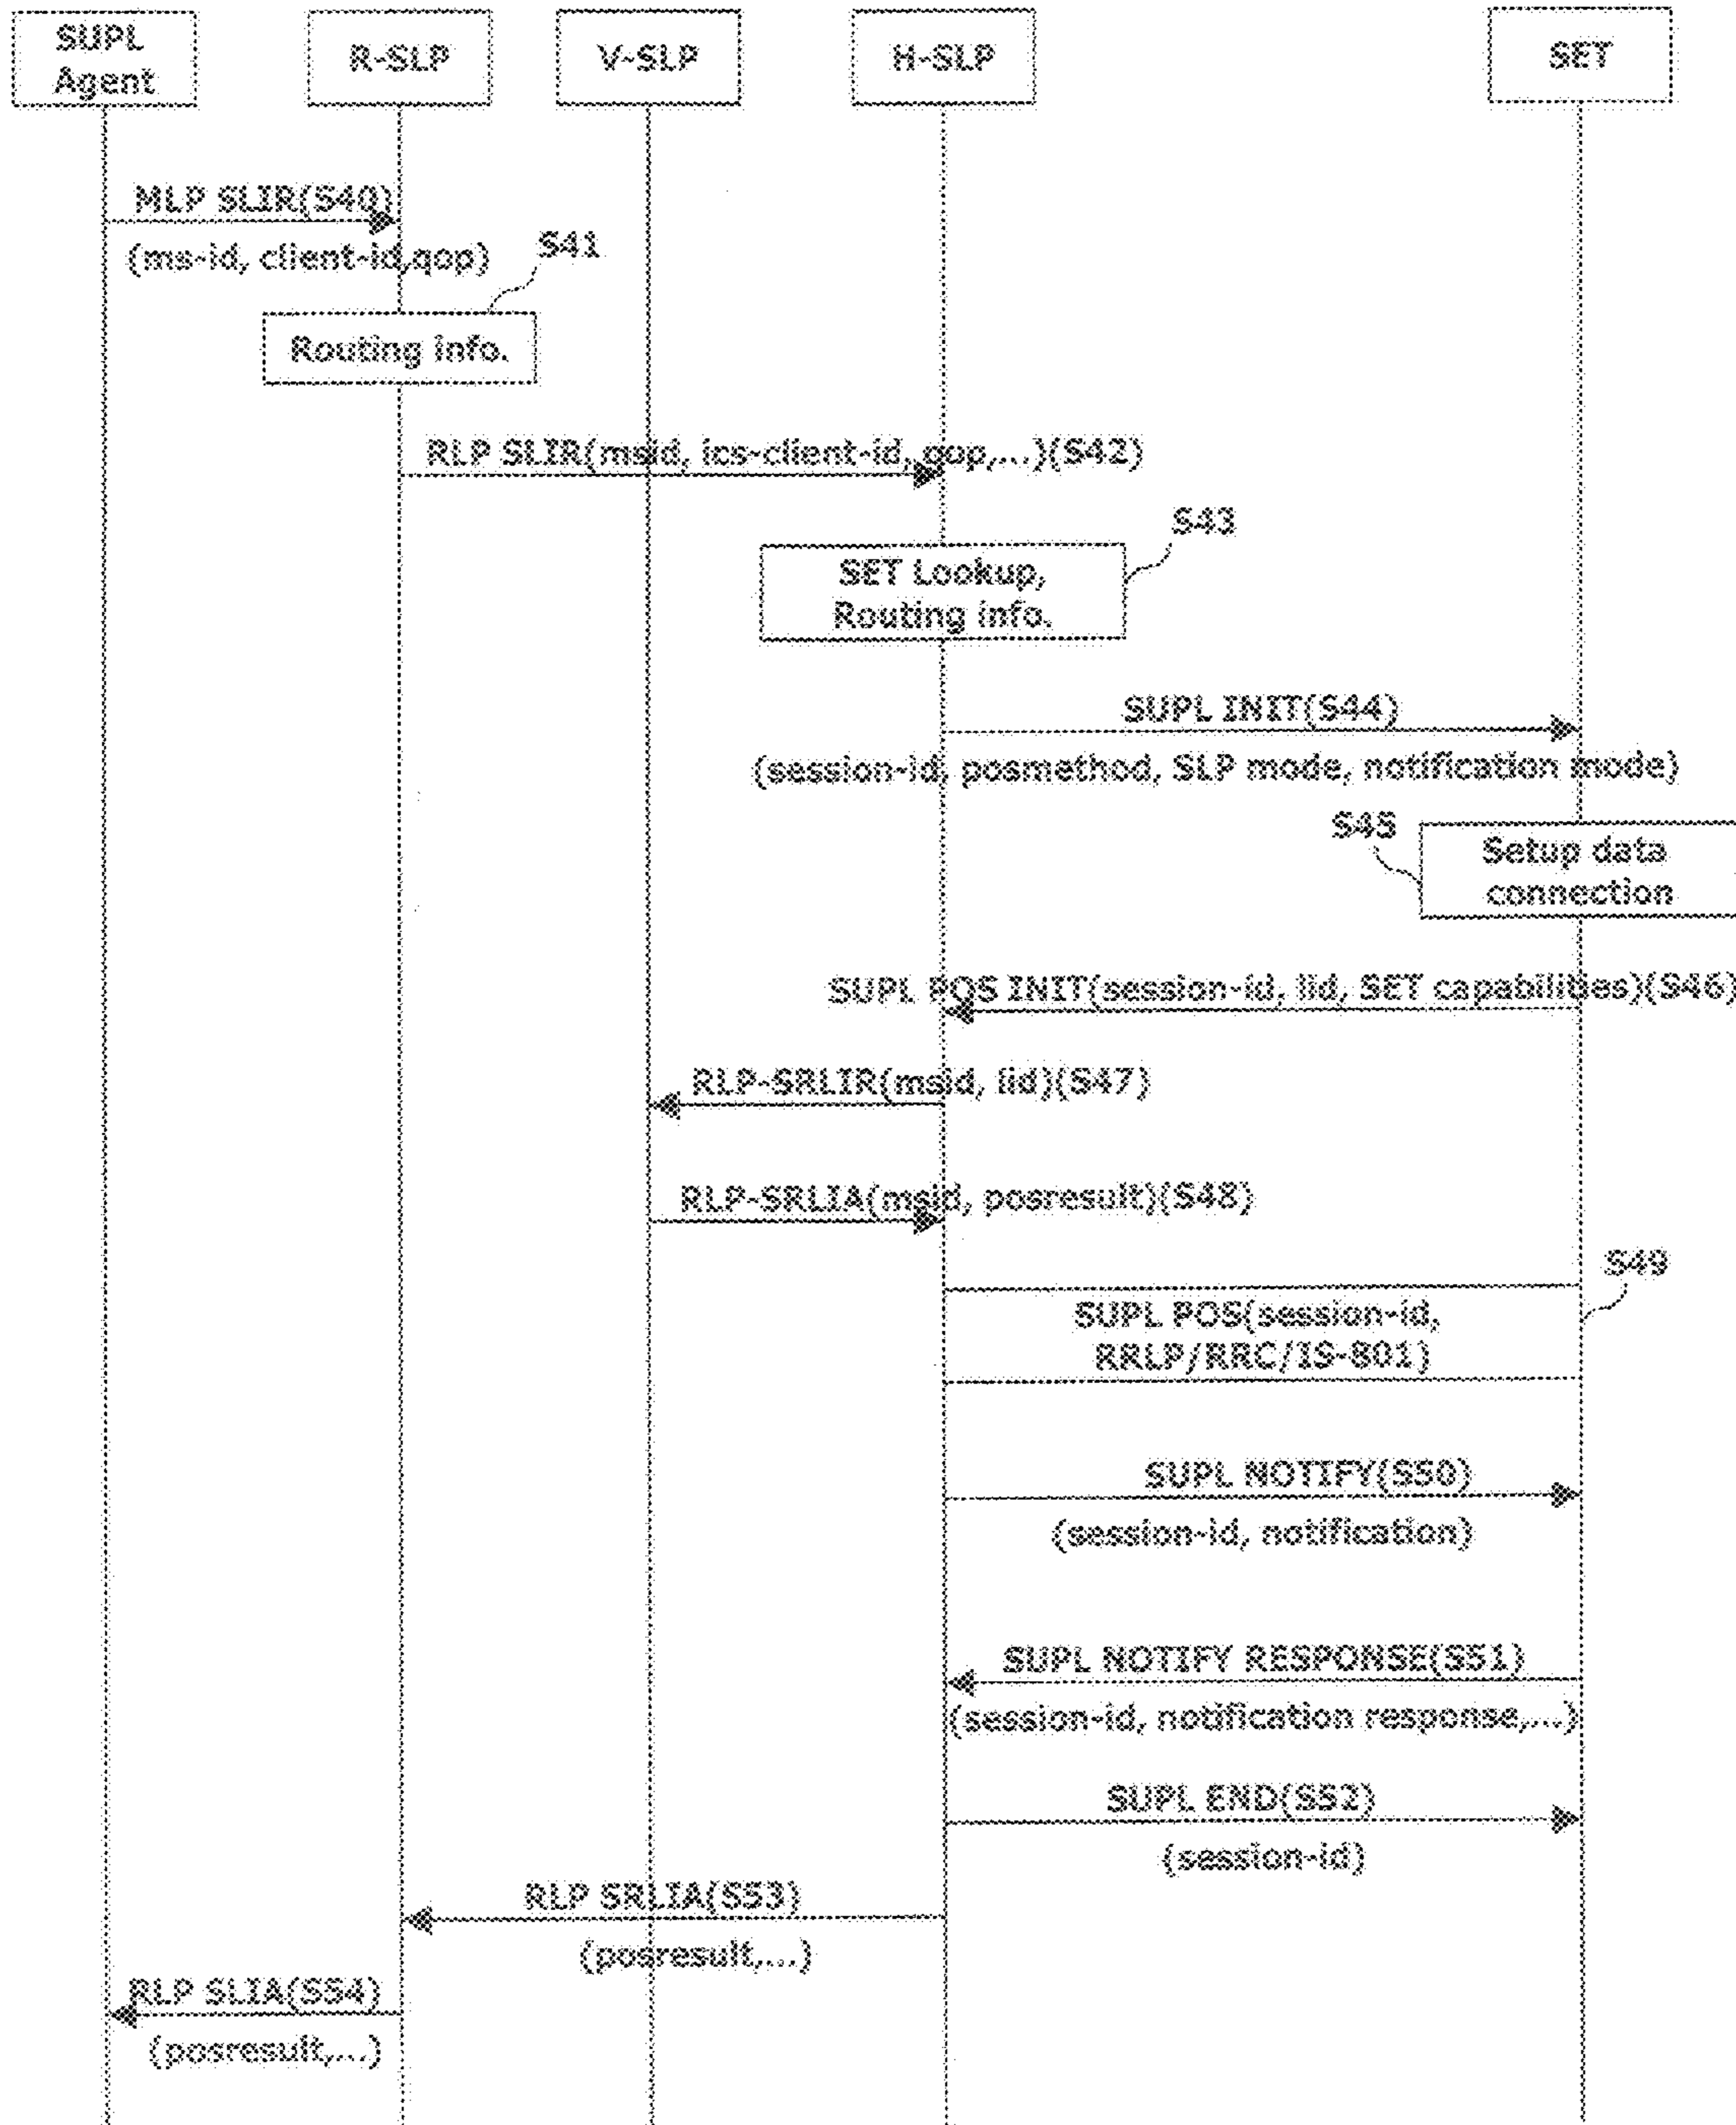 SUPL
Agent
R-SLP
V-SLP
H-SLP
SET
MLP SLIR(S40)
(ms-id, client-id,qop)
S41
Routing info.
RLP SLIR(msid, ics-client-id, qop,...)(S42)
S43
SET Lookup,
Routing info.
SUPL INIT(S44)
(session-id, posmethod, SLP mode, notification mode)
S45
Setup data
connection
SUPL POS INIT(session-id, lid, SET capabilities)(S46)
RLP-SRLIR(msid, lid)(S47)
RLP-SRLIA(msid, posresult)(S48)
S49
SUPL POS(session-id,
RRLP/RRC/IS-801)
SUPL NOTIFY(S50)
(session-id, notification)
SUPL NOTIFY RESPONSE(S51)
(session-id, notification response,...)
SUPL END(S52)
(session-id)
RLP SRLIA(S53)
(posresult,...)
RLP SLIA(S54)
(posresult,...)